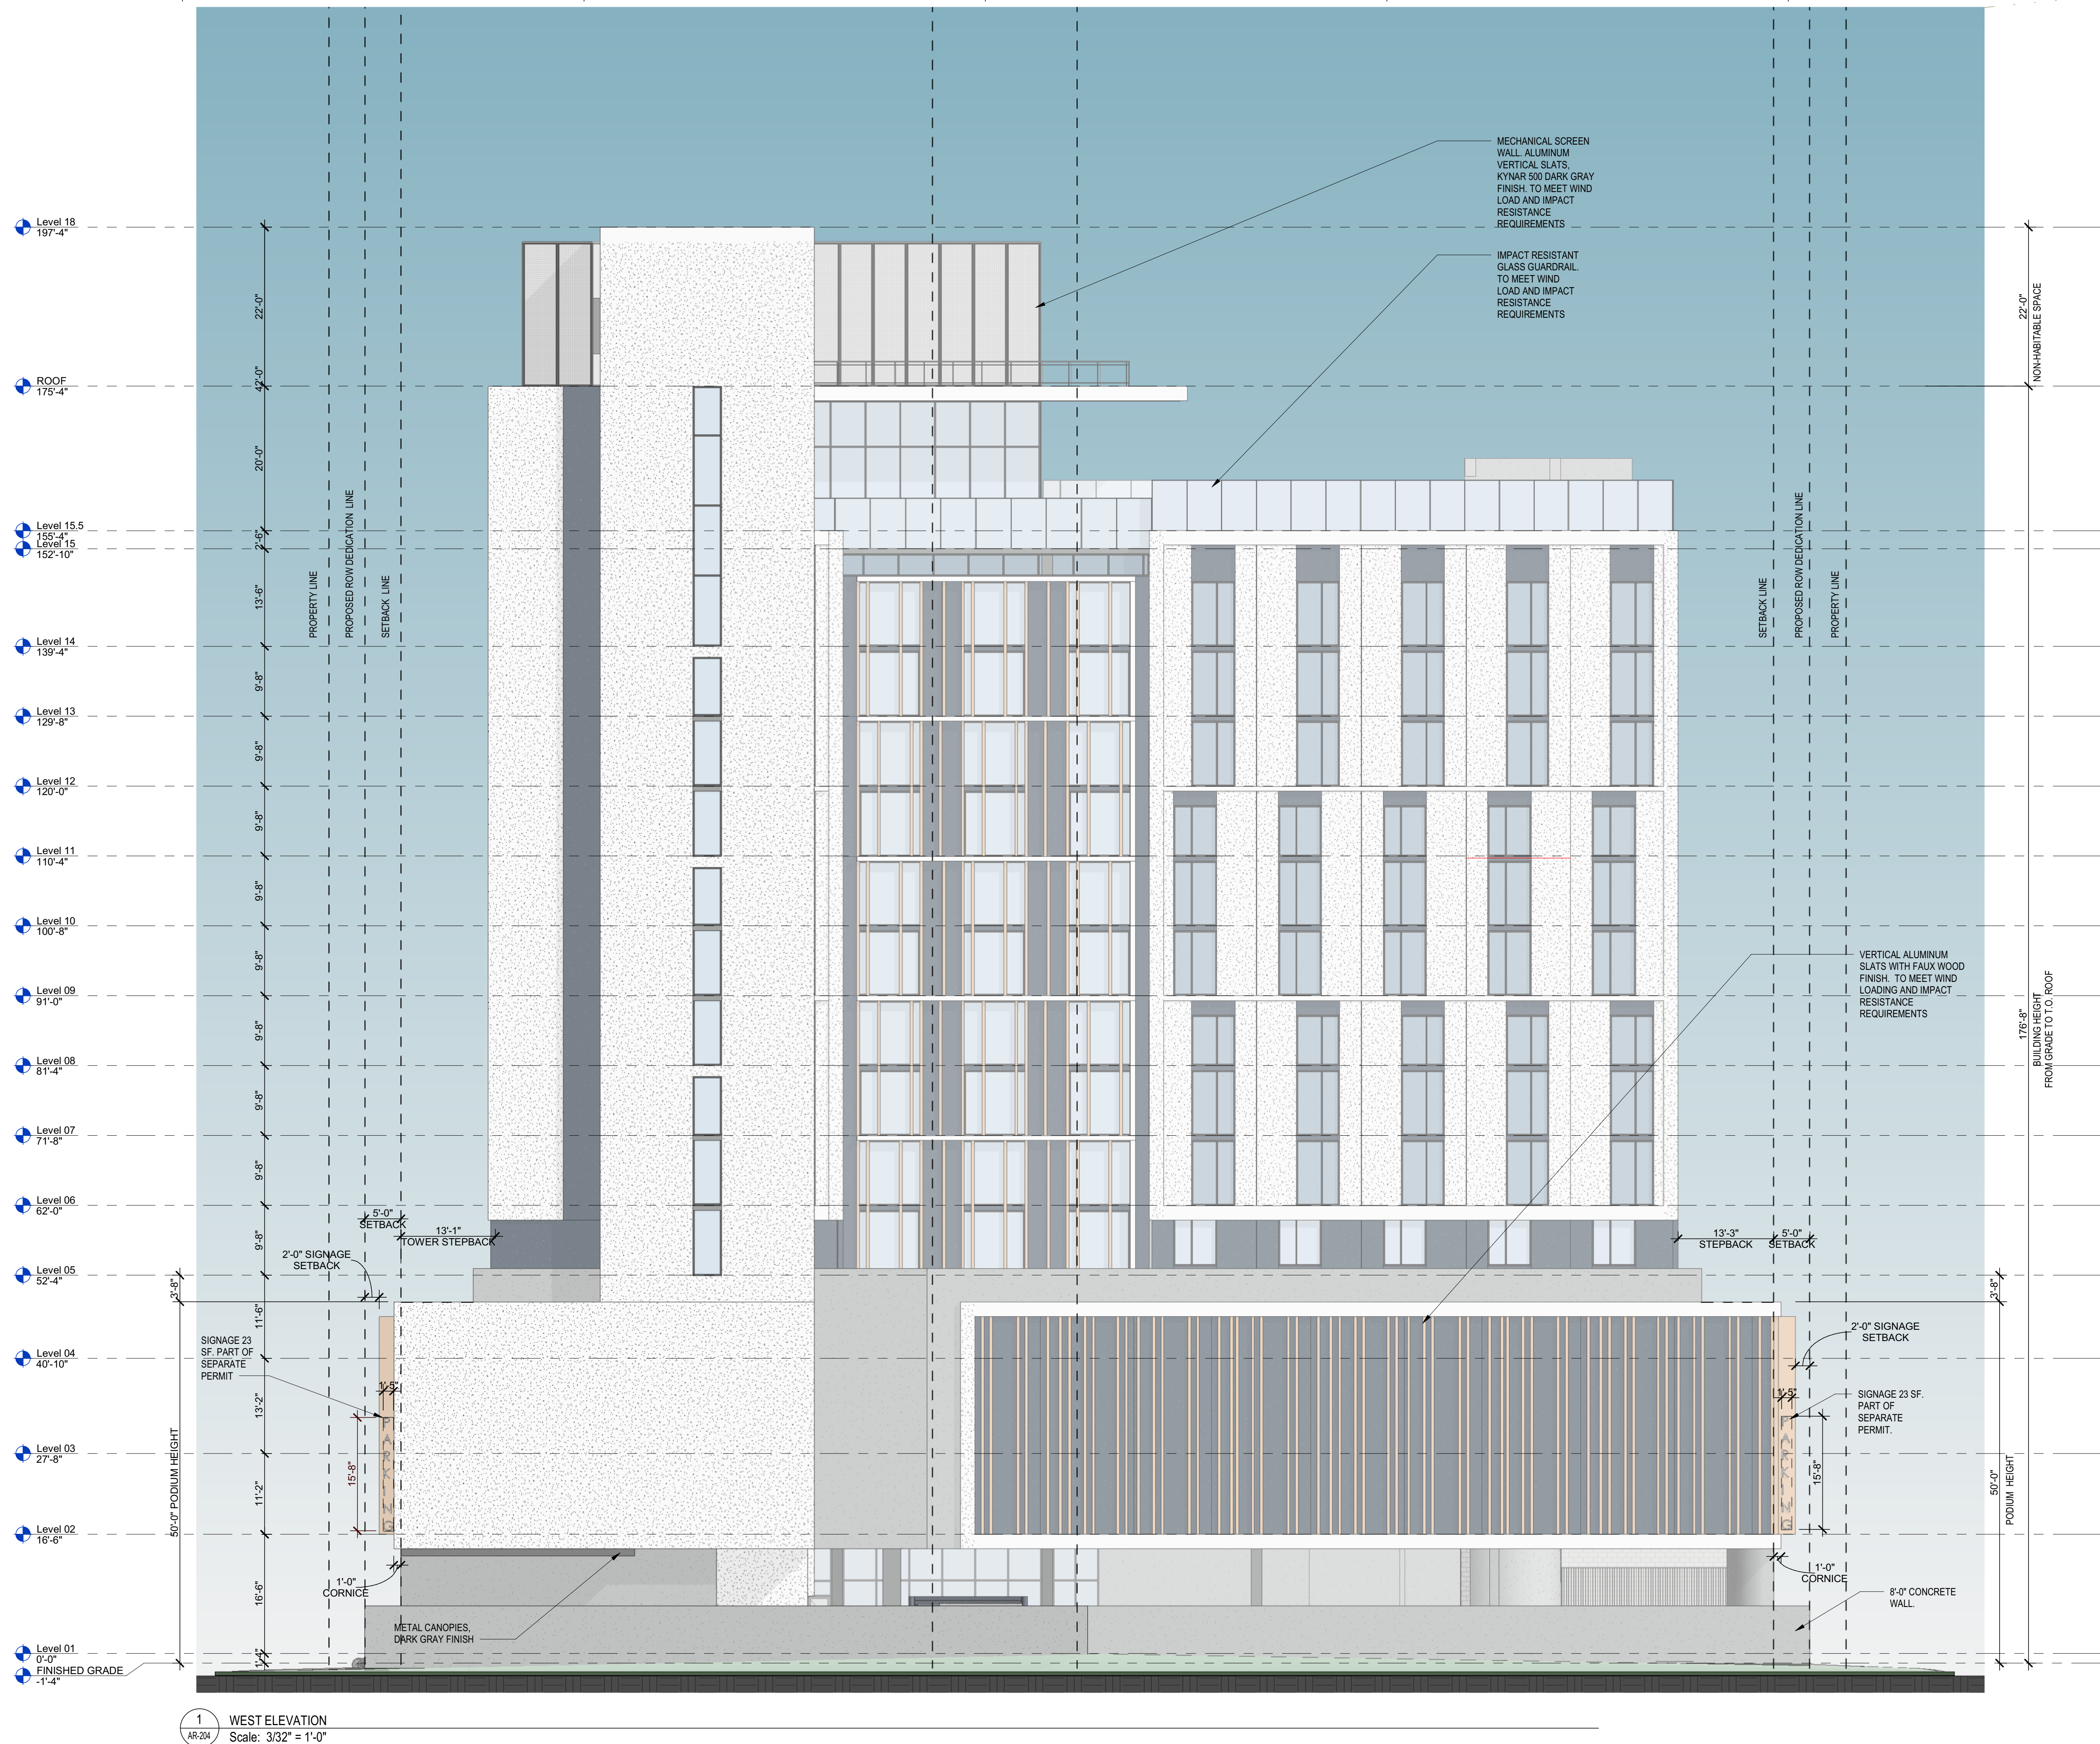 MECHANICAL SCREEN
WALL. ALUMINUM
VERTICAL SLATS,
KYNAR 500 DARK GRAY
FINISH. TO MEET WIND
LOAD AND IMPACT
RESISTANCE
REQUIREMENTS
IMPACT RESISTANT
GLASS GUARDRAIL.
TO MEET WIND
LOAD AND IMPACT
RESISTANCE
REQUIREMENTS
Level 18
197'-4"
ROOF
175'-4"
Level 15.5
155'-4"
Level 15
152'-10"
Level 14
139'-4"
Level 13
129'-8"
Level 12
120'-0"
Level 11
110'-4"
Level 10
100'-8"
Level 09
91'-0"
Level 08
81'-4"
Level 07
71'-8"
Level 06
62'-0"
Level 05
52'-4"
Level 04
40'-10"
Level 03
27'-8"
Level 02
16'-6"
Level 01
0'-0"
FINISHED GRADE
-1'-4"
22'-0"
42'-0"
20'-0"
2'-6"
13'-6"
9'-8"
9'-8"
9'-8"
9'-8"
9'-8"
9'-8"
9'-8"
9'-8"
9'-8"
11'-6"
13'-2"
11'-2"
16'-6"
1'-4"
3'-8"
50'-0" PODIUM HEIGHT
PROPERTY LINE
PROPOSED ROW DEDICATION LINE
SETBACK LINE
5'-0"
SETBACK
13'-1"
TOWER STEPBACK
2'-0" SIGNAGE
SETBACK
SIGNAGE 23
SF. PART OF
SEPARATE
PERMIT
1'-5"
15'-8"
PARKING
1'-0"
CORNICE
METAL CANOPIES,
DARK GRAY FINISH
SETBACK LINE
PROPOSED ROW DEDICATION LINE
PROPERTY LINE
22'-0"
NON-HABITABLE SPACE
VERTICAL ALUMINUM
SLATS WITH FAUX WOOD
FINISH. TO MEET WIND
LOADING AND IMPACT
RESISTANCE
REQUIREMENTS
176'-8"
BUILDING HEIGHT
FROM GRADE TO T.O. ROOF
13'-3"
STEPBACK
5'-0"
SETBACK
3'-8"
2'-0" SIGNAGE
SETBACK
1'-5"
SIGNAGE 23 SF.
PART OF
SEPARATE
PERMIT.
PARKING
15'-8"
50'-0"
PODIUM HEIGHT
1'-0"
CORNICE
8'-0" CONCRETE
WALL.
1
AR-204
WEST ELEVATION
Scale: 3/32" = 1'-0"